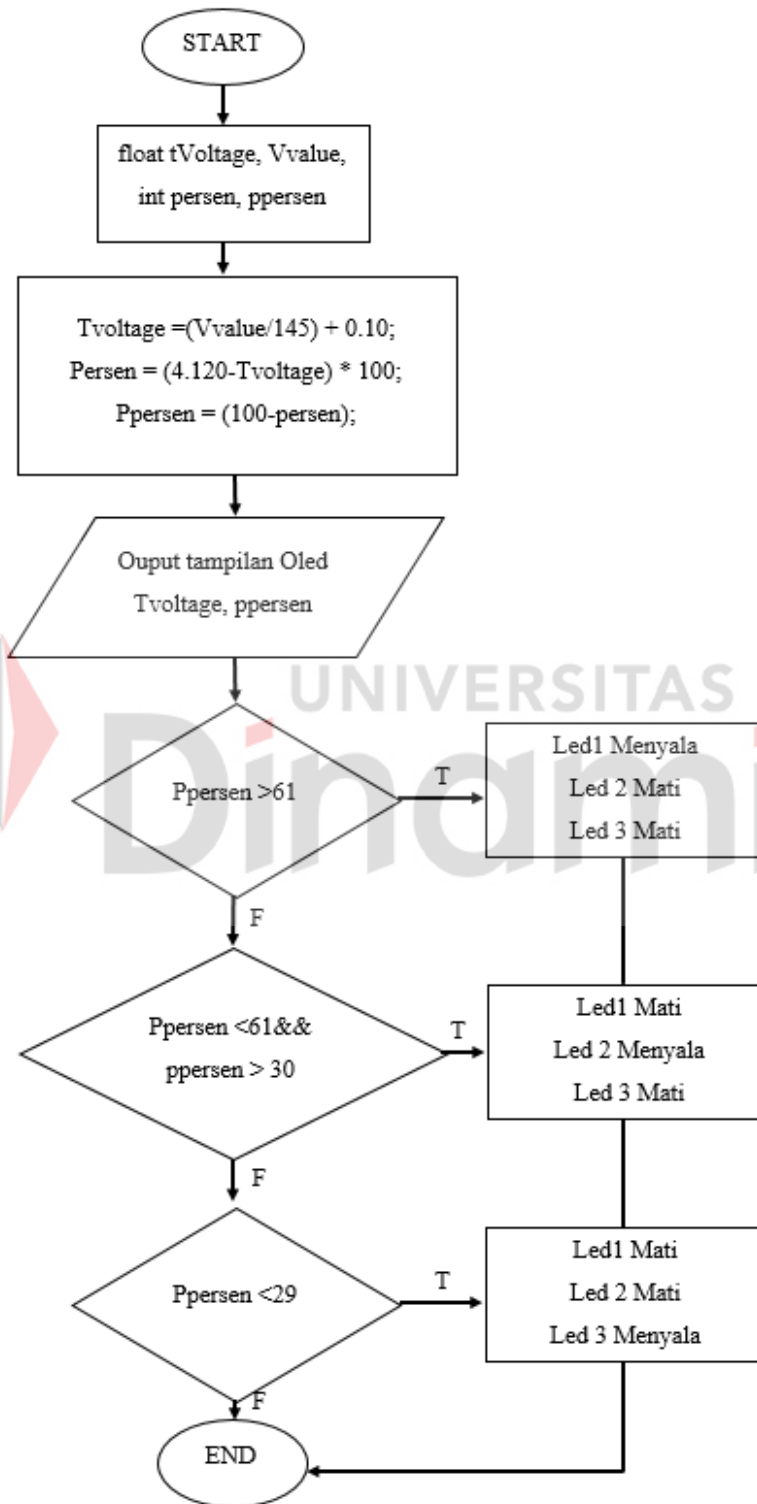 START
float tVoltage, Vvalue,
int persen, ppersen
Tvoltage =(Vvalue/145) + 0.10;
Persen = (4.120-Tvoltage) * 100;
Ppersen = (100-persen);
Ouput tampilan Oled
Tvoltage, ppersen
UNIVERSITAS
Dinami
Ppersen >61
T
Led1 Menyala
Led 2 Mati
Led 3 Mati
F
Ppersen <61&&
ppersen > 30
T
Led1 Mati
Led 2 Menyala
Led 3 Mati
F
Ppersen <29
T
Led1 Mati
Led 2 Mati
Led 3 Menyala
F
END